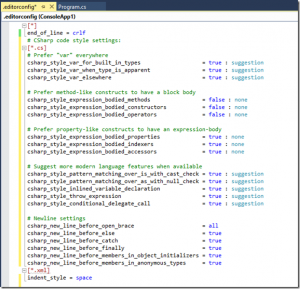 .editorconfig* Program.cs
.editorconfig (ConsoleApp1)
[*]
end_of_line = crlf
# CSharp code style settings:
[*.cs]
# Prefer "var" everywhere
csharp_style_var_for_built_in_types = true : suggestion
csharp_style_var_when_type_is_apparent = true : suggestion
csharp_style_var_elsewhere = true : suggestion
# Prefer method-like constructs to have a block body
csharp_style_expression_bodied_methods = false : none
csharp_style_expression_bodied_constructors = false : none
csharp_style_expression_bodied_operators = false : none
# Prefer property-like constructs to have an expression-body
csharp_style_expression_bodied_properties = true : none
csharp_style_expression_bodied_indexers = true : none
csharp_style_expression_bodied_accessors = true : none
# Suggest more modern language features when available
csharp_style_pattern_matching_over_is_with_cast_check = true : suggestion
csharp_style_pattern_matching_over_as_with_null_check = true : suggestion
csharp_style_inlined_variable_declaration = true : suggestion
csharp_style_throw_expression = true : suggestion
csharp_style_conditional_delegate_call = true : suggestion
# Newline settings
csharp_new_line_before_open_brace = all
csharp_new_line_before_else = true
csharp_new_line_before_catch = true
csharp_new_line_before_finally = true
csharp_new_line_before_members_in_object_initializers = true
csharp_new_line_before_members_in_anonymous_types = true
[*.xml]
indent_style = space